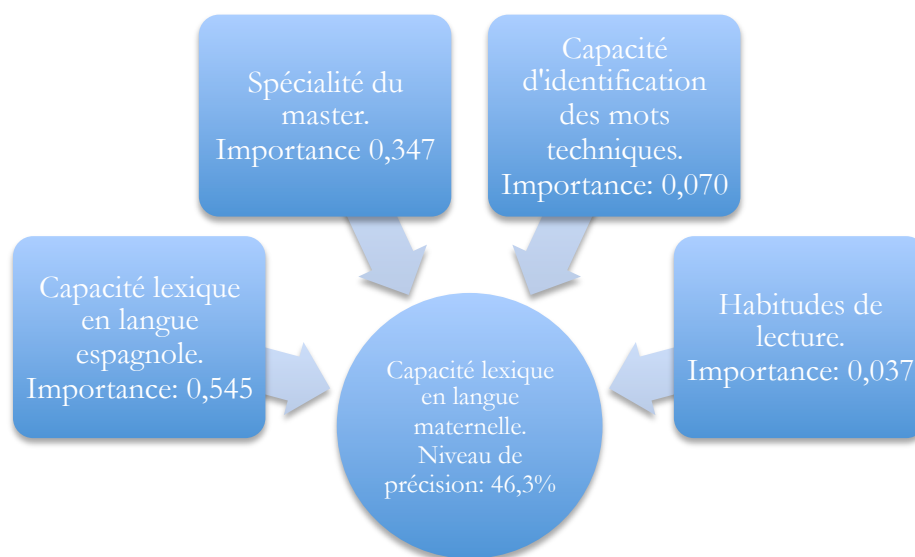 Spécialité du
master.
Importance 0,347
Capacité
d'identification
des mots
techniques.
Importance: 0,070
Capacité lexique
en langue
espagnole.
Importance: 0,545
Habitudes de
lecture.
Importance: 0,037
Capacité lexique
en langue
maternelle.
Niveau de
précision: 46,3%